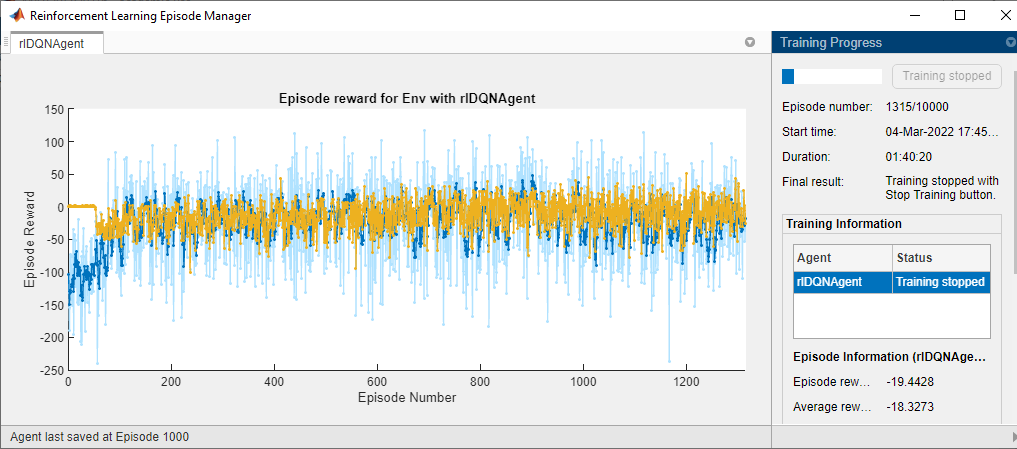 Reinforcement Learning Episode Manager
rlDQNAgent
Episode reward for Env with rlDQNAgent
Episode Reward
150
100
50
0
-50
-100
-150
-200
-250
0
200
400
600
800
1000
1200
Episode Number
Agent last saved at Episode 1000
Training Progress
Training stopped
Episode number: 1315/10000
Start time: 04-Mar-2022 17:45...
Duration: 01:40:20
Final result: Training stopped with
Stop Training button.
Training Information
Agent Status
rlDQNAgent Training stopped
Episode Information (rlDQNAge...
Episode rew... -19.4428
Average rew... -18.3273